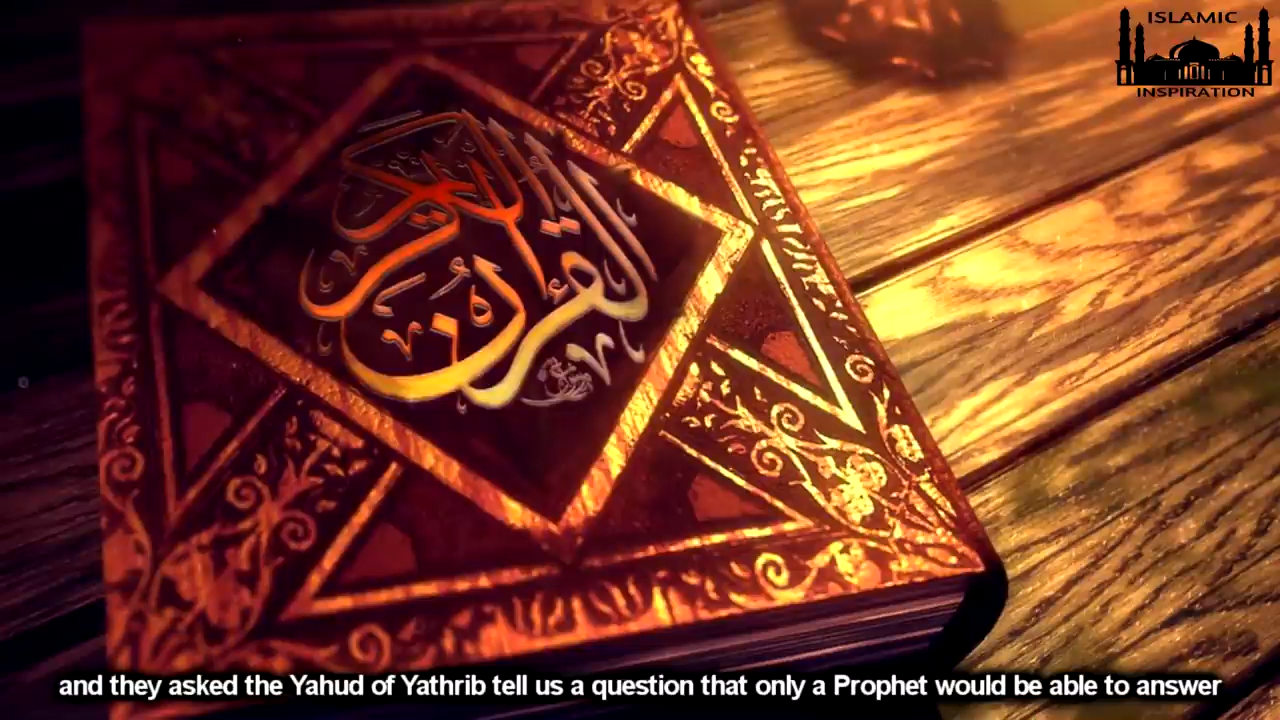 ISLAMIC
INSPIRATION
القرآن الكريم
and they asked the Yahud of Yathrib tell us a question that only a Prophet would be able to answer